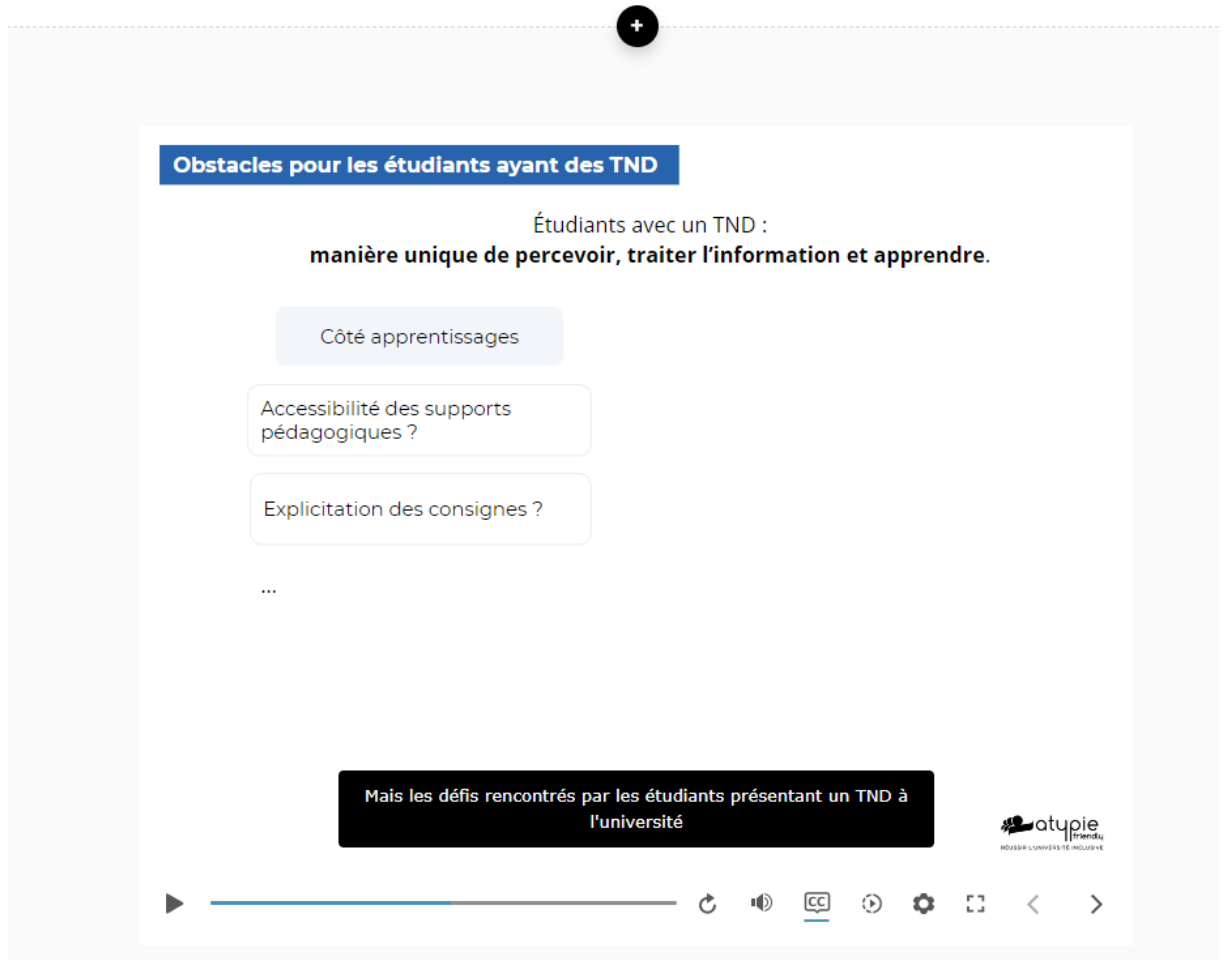 Obstacles pour les étudiants ayant des TND
Étudiants avec un TND :
manière unique de percevoir, traiter l’information et apprendre.
Côté apprentissages
Accessibilité des supports
pédagogiques ?
Explicitation des consignes ?
...
Mais les défis rencontrés par les étudiants présentant un TND à
l'université
atypie
friendly
RÉUSSIR L'UNIVERSITÉ INCLUSIVE
CC